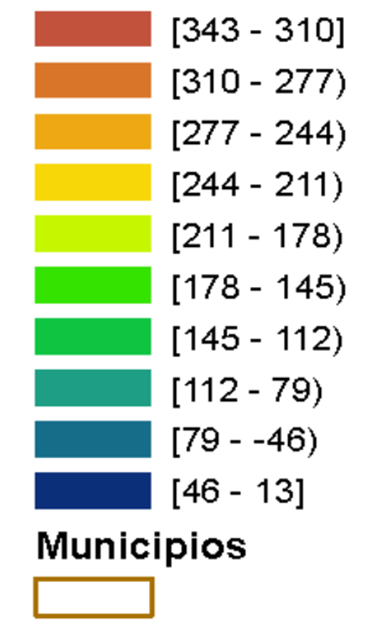 [343 - 310]
[310 - 277)
[277 - 244)
[244 - 211)
[211 - 178)
[178 - 145)
[145 - 112)
[112 - 79)
[79 - -46)
[46 - 13]
Municipios